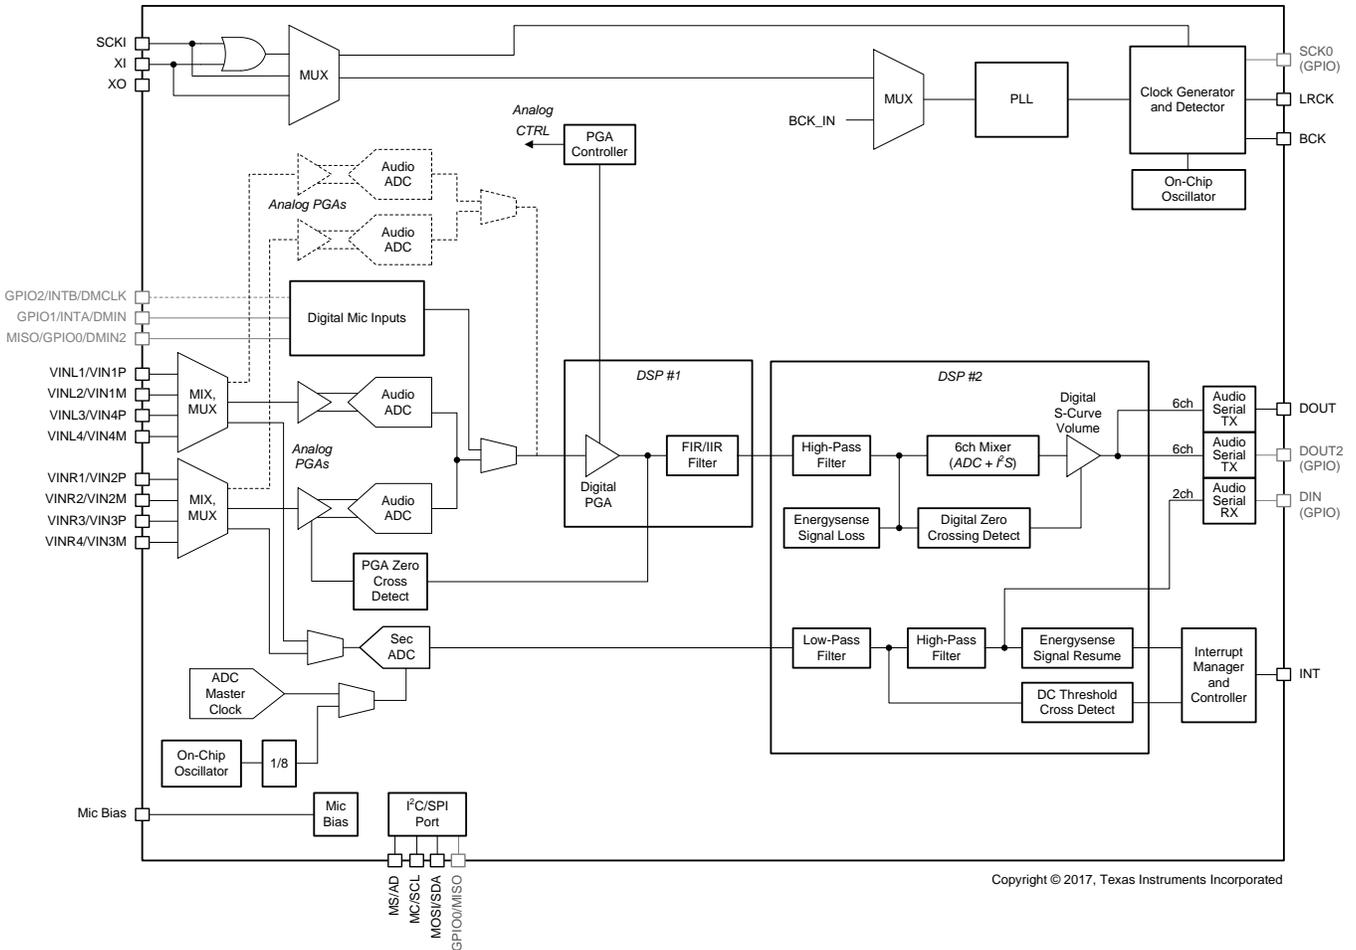 SCKI
XI
XO
MUX
MUX
BCK_IN
PLL
Clock Generator
and Detector
SCK0
(GPIO)
LRCK
BCK
On-Chip
Oscillator
Analog
CTRL
PGA
Controller
Audio
ADC
Analog PGAs
Audio
ADC
GPIO2/INTB/DMCLK
GPIO1/INTA/DMIN
MISO/GPIO0/DMIN2
Digital Mic Inputs
VINL1/VIN1P
VINL2/VIN1M
VINL3/VIN4P
VINL4/VIN4M
MIX,
MUX
Audio
ADC
Analog
PGAs
VINR1/VIN2P
VINR2/VIN2M
VINR3/VIN3P
VINR4/VIN3M
MIX,
MUX
Audio
ADC
PGA Zero
Cross
Detect
DSP #1
Digital
PGA
FIR/IIR
Filter
DSP #2
High-Pass
Filter
6ch Mixer
(ADC + I²S)
Digital
S-Curve
Volume
Energysense
Signal Loss
Digital Zero
Crossing Detect
6ch
Audio
Serial
TX
DOUT
6ch
Audio
Serial
TX
DOUT2
(GPIO)
2ch
Audio
Serial
RX
DIN
(GPIO)
Sec
ADC
Low-Pass
Filter
High-Pass
Filter
Energysense
Signal Resume
DC Threshold
Cross Detect
Interrupt
Manager
and
Controller
INT
ADC
Master
Clock
On-Chip
Oscillator
1/8
Mic Bias
Mic
Bias
I²C/SPI
Port
MS/AD
MC/SCL
MOSI/SDA
GPIO0/MISO
Copyright © 2017, Texas Instruments Incorporated